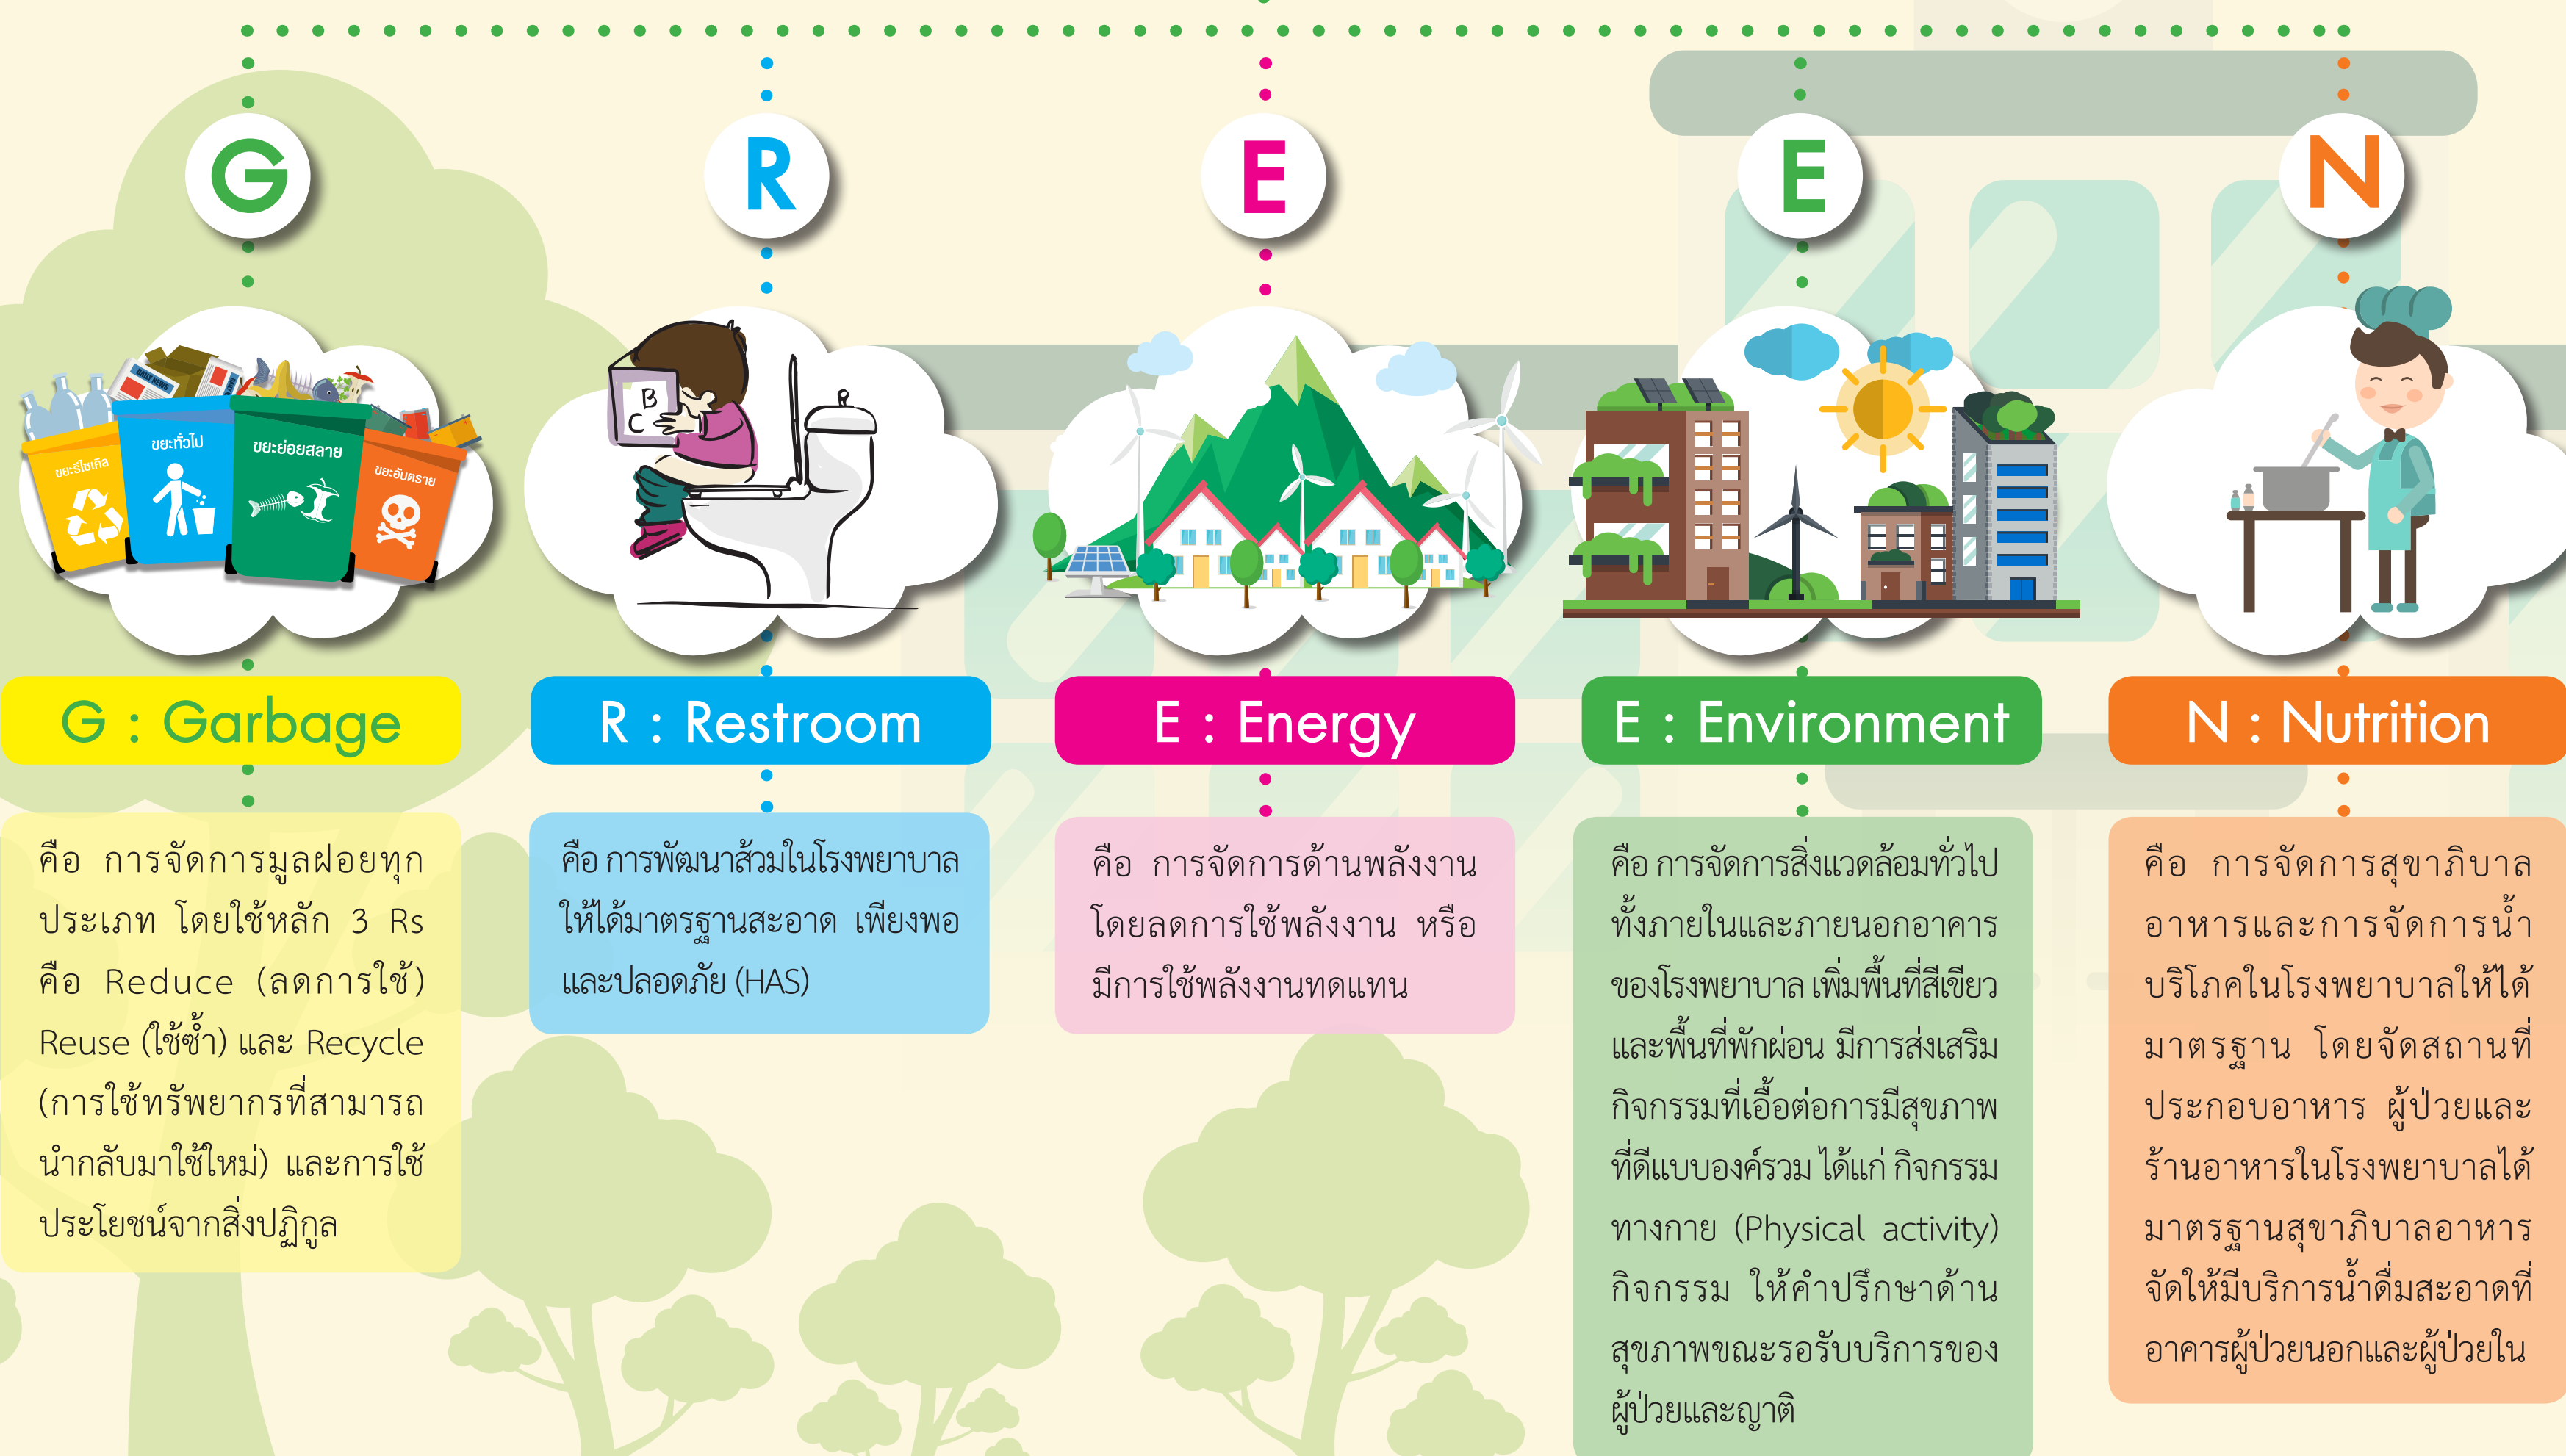 G
R
E
E
N
DAILY NEWS
ขยะรีไซเคิล
ขยะทั่วไป
ขยะย่อยสลาย
ขยะอันตราย
B
C
G : Garbage
คือ การจัดการมูลฝอยทุก
ประเภท โดยใช้หลัก 3 Rs
คือ Reduce (ลดการใช้)
Reuse (ใช้ซ้ำ) และ Recycle
(การใช้ทรัพยากรที่สามารถ
นำกลับมาใช้ใหม่) และการใช้
ประโยชน์จากสิ่งปฏิกูล
R : Restroom
คือ การพัฒนาส้วมในโรงพยาบาล
ให้ได้มาตรฐานสะอาด เพียงพอ
และปลอดภัย (HAS)
E : Energy
คือ การจัดการด้านพลังงาน
โดยลดการใช้พลังงาน หรือ
มีการใช้พลังงานทดแทน
E : Environment
คือ การจัดการสิ่งแวดล้อมทั่วไป
ทั้งภายในและภายนอกอาคาร
ของโรงพยาบาล เพิ่มพื้นที่สีเขียว
และพื้นที่พักผ่อน มีการส่งเสริม
กิจกรรมที่เอื้อต่อการมีสุขภาพ
ที่ดีแบบองค์รวม ได้แก่ กิจกรรม
ทางกาย (Physical activity)
กิจกรรม ให้คำปรึกษาด้าน
สุขภาพขณะรอรับบริการของ
ผู้ป่วยและญาติ
N : Nutrition
คือ การจัดการสุขาภิบาล
อาหารและการจัดการน้ำ
บริโภคในโรงพยาบาลให้ได้
มาตรฐาน โดยจัดสถานที่
ประกอบอาหาร ผู้ป่วยและ
ร้านอาหารในโรงพยาบาลได้
มาตรฐานสุขาภิบาลอาหาร
จัดให้มีบริการน้ำดื่มสะอาดที่
อาคารผู้ป่วยนอกและผู้ป่วยใน